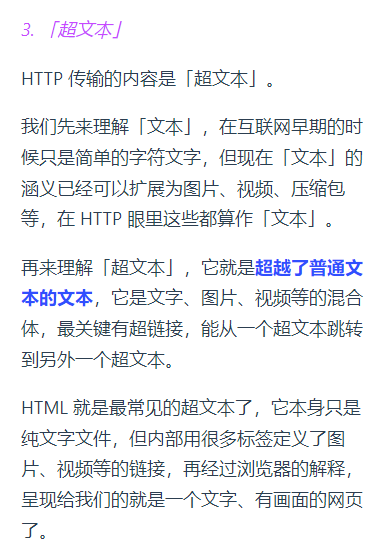 3. 「超文本」
HTTP 传输的内容是「超文本」。
我们先来理解「文本」，在互联网早期的时
候只是简单的字符文字，但现在「文本」的
涵义已经可以扩展为图片、视频、压缩包
等，在 HTTP 眼里这些都算作「文本」。
再来理解「超文本」，它就是超越了普通文
本的文本，它是文字、图片、视频等的混合
体，最关键有超链接，能从一个超文本跳转
到另外一个超文本。
HTML 就是最常见的超文本了，它本身只是
纯文字文件，但内部用很多标签定义了图
片、视频等的链接，再经过浏览器的解释，
呈现给我们的就是一个文字、有画面的网页
了。